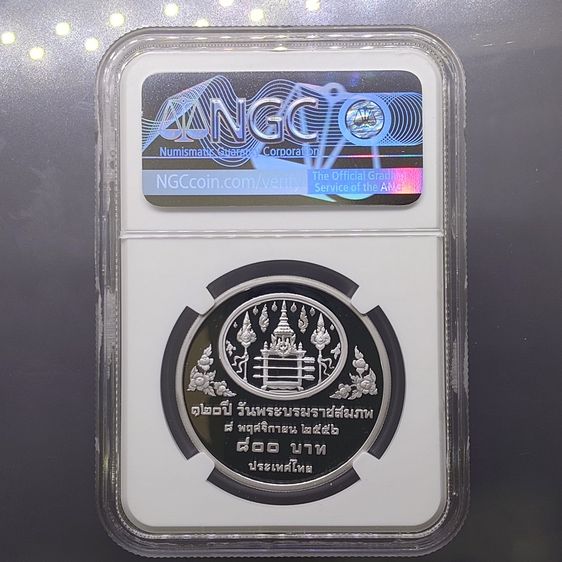 NGC
Numismatic Guaranty Corporation
NGCcoin.com/verify
The Official Grading
Service of the ANA
๑๒๐ปี วันพระบรมราชสมภพ
๘ พฤศจิกายน ๒๕๕๖
๘๐๐ บาท
ประเทศไทย